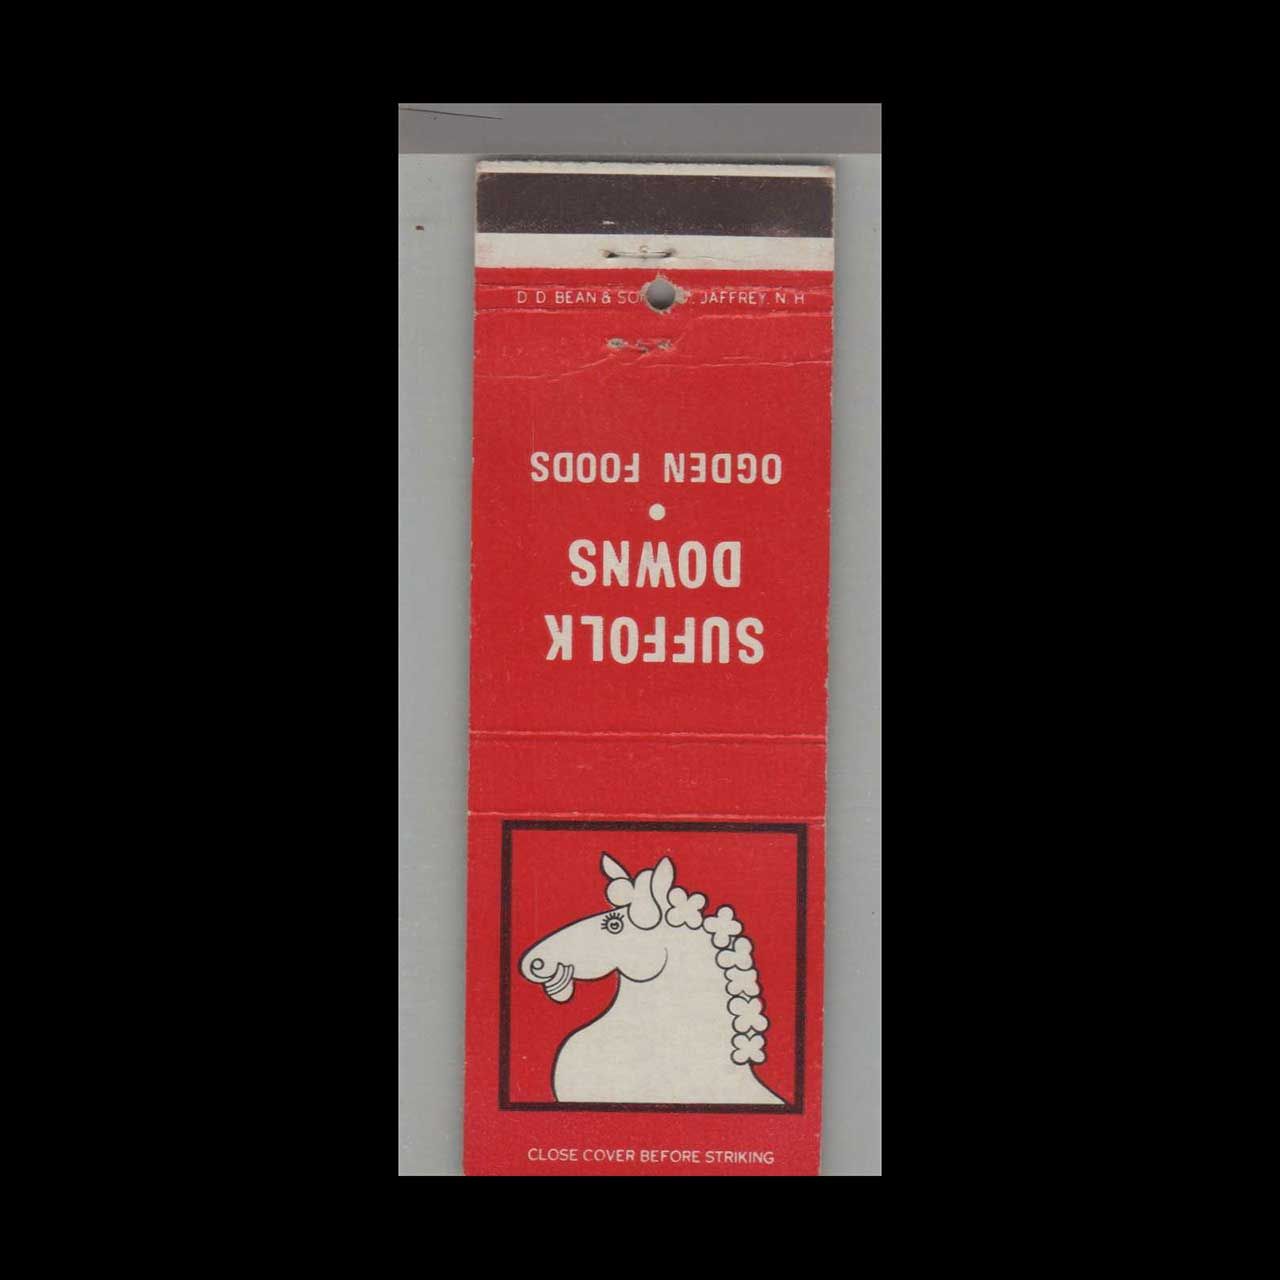 D. D. BEAN & SO JAFFREY, N. H.
SUFFOLK
DOWNS
•
OGDEN FOODS
CLOSE COVER BEFORE STRIKING